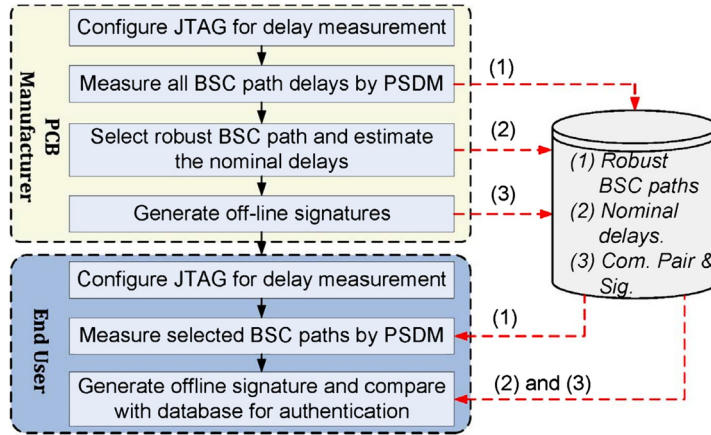 PCB
Manufacturer
Configure JTAG for delay measurement
Measure all BSC path delays by PSDM
(1)
Select robust BSC path and estimate
the nominal delays
(2)
Generate off-line signatures
(3)
(1) Robust
BSC paths
(2) Nominal
delays.
(3) Com. Pair &
Sig.
End User
Configure JTAG for delay measurement
Measure selected BSC paths by PSDM
(1)
Generate offline signature and compare
with database for authentication
(2) and (3)